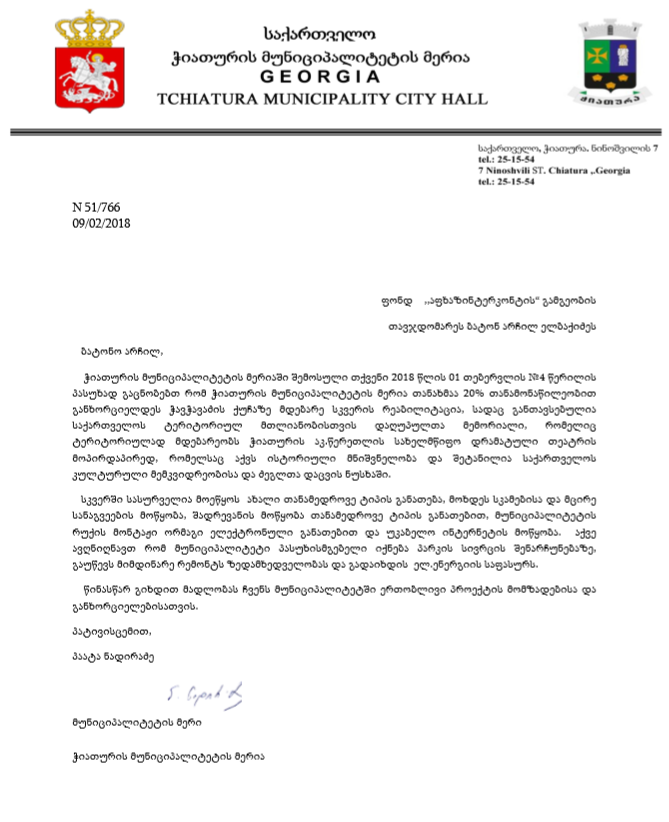 საქართველო
ჭიათურის მუნიციპალიტეტის მერია
GEORGIA
TCHIATURA MUNICIPALITY CITY HALL
ჭიათურა
საქართველო, ჭიათურა. ნინოშვილის 7
tel.: 25-15-54
7 Ninoshvili ST. Chiatura ,.Georgia
tel.: 25-15-54
N 51/766
09/02/2018
ფონდ ,,აფხაზინტერკონტის“ გამგეობის
თავჯდომარეს ბატონ არჩილ ელბაქიძეს
ბატონო არჩილ,
ჭიათურის მუნიციპალიტეტის მერიაში შემოსული თქვენი 2018 წლის 01 თებერვლის №4 წერილის
პასუხად გაცნობებთ რომ ჭიათურის მუნიციპალიტეტის მერია თანახმაა 20% თანამონაწილეობით
განხორციელდეს ჭავჭავაძის ქუჩაზე მდებარე სკვერის რეაბილიტაცია, სადაც განთავსებულია
საქართველოს ტერიტორიულ მთლიანობისთვის დაღუპულთა მემორიალი, რომელიც
ტერიტორიულად მდებარეობს ჭიათურის აკ.წერეთლის სახელმწიფო დრამატული თეატრის
მოპირდაპირედ, რომელსაც აქვს ისტორიული მნიშვნელობა და შეტანილია საქართველოს
კულტურული მემკვიდრეობისა და ძეგლთა დაცვის ნუსხაში.
სკვერში სასურველია მოეწყოს ახალი თანამედროვე ტიპის განათება, მოხდეს სკამებისა და მცირე
სანაგვეების მოწყობა, შადრევანის მოწყობა თანამედროვე ტიპის განათებით, მუნიციპალიტეტის
რუქის მონტაჟი ორმაგი ელექტრონული განათებით და უკაბელო ინტერნეტის მოწყობა. აქვე
ავღნიღნავთ რომ მუნიციპალიტეტი პასუხისმგებელი იქნება პარკის სივრცის შენარჩუნებაზე,
გაუწევს მიმდინარე რემონტს ზედამხედველობას და გადაიხდის ელ.ენერგიის საფასურს.
წინასწარ გიხდით მადლობას ჩვენს მუნიციპალიტეტში ერთობლივი პროექტის მომზადებისა და
განხორციელებისათვის.
პატივისცემით,
პაატა ნადირაძე
მუნიციპალიტეტის მერი
ჭიათურის მუნიციპალიტეტის მერია